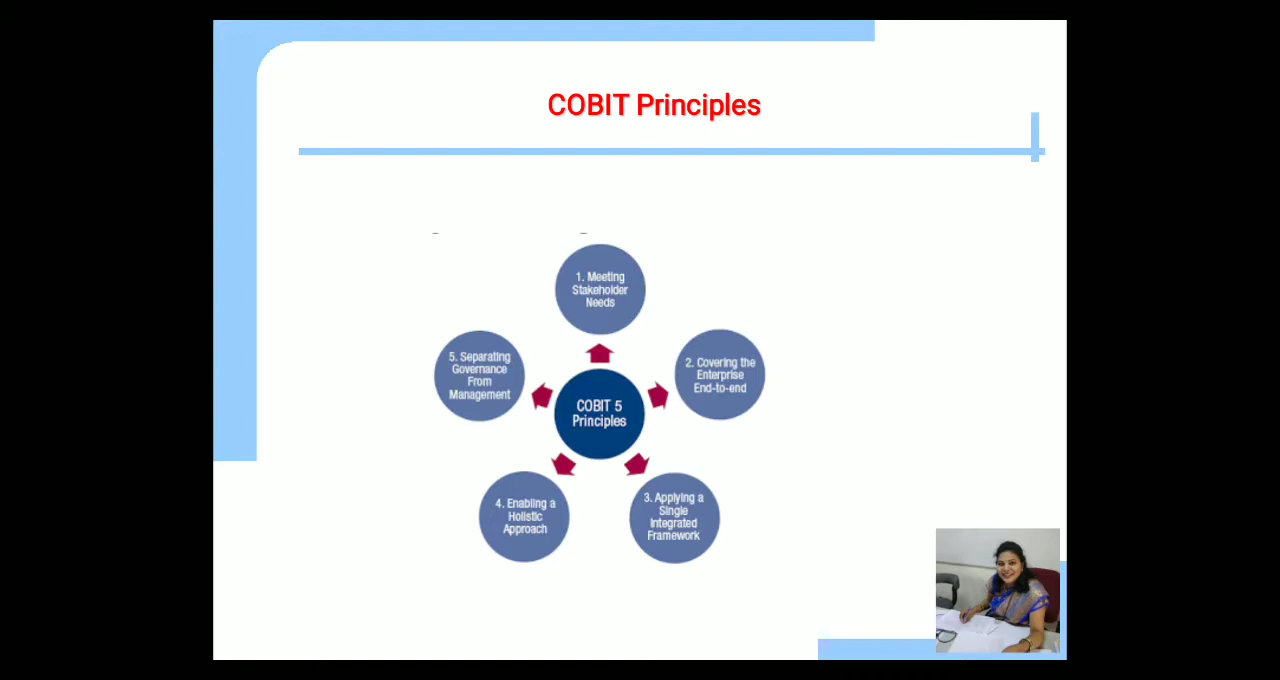 COBIT Principles
1. Meeting
Stakeholder
Needs
2. Covering the
Enterprise
End-to-end
3. Applying a
Single
Integrated
Framework
4. Enabling a
Holistic
Approach
5. Separating
Governance
From
Management
COBIT 5
Principles